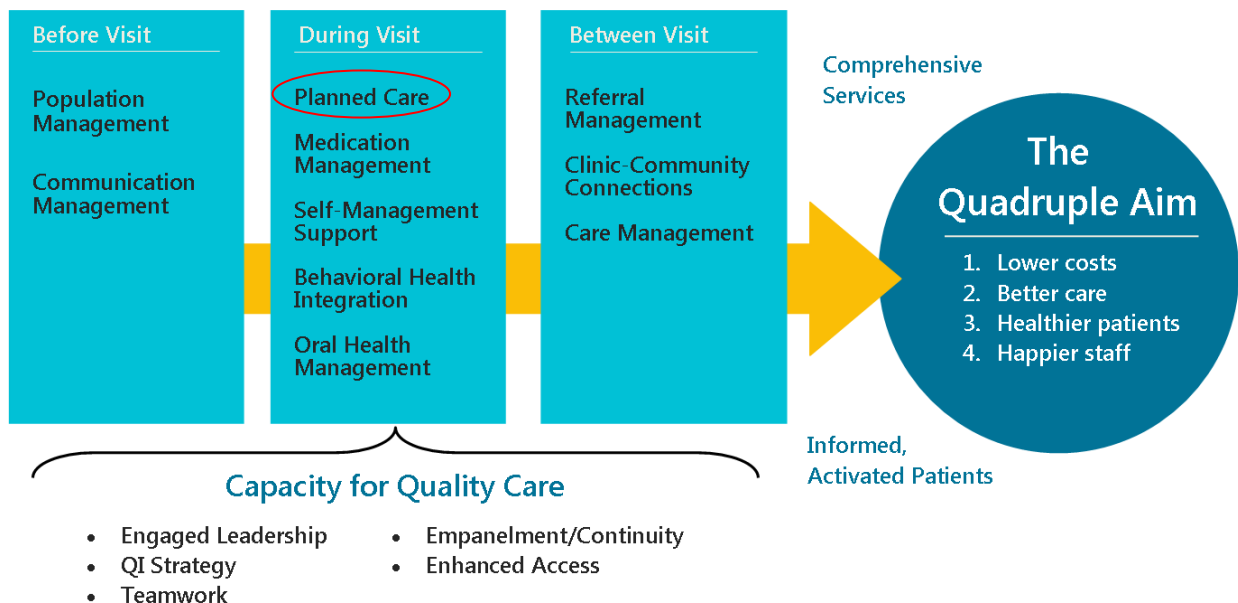 Before Visit
Population
Management
Communication
Management
During Visit
Planned Care
Medication
Management
Self-Management
Support
Behavioral Health
Integration
Oral Health
Management
Between Visit
Referral
Management
Clinic-Community
Connections
Care Management
Comprehensive
Services
The
Quadruple Aim
1. Lower costs
2. Better care
3. Healthier patients
4. Happier staff
Informed,
Activated Patients
Capacity for Quality Care
• Engaged Leadership
• QI Strategy
• Teamwork
• Empanelment/Continuity
• Enhanced Access